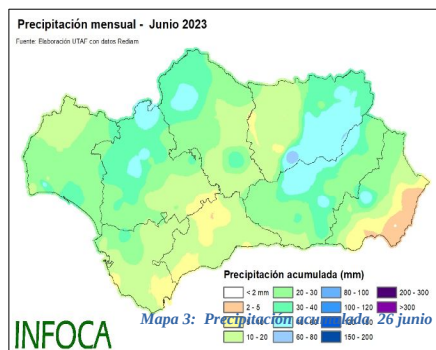 Precipitación mensual - Junio 2023
Fuente: Elaboración UTAF con datos Rediam
Precipitación acumulada (mm)
< 2 mm 20 - 30 80 - 100 200 - 300
2 - 5 30 - 40 100 - 120 >300
10 - 20 60 - 80 150 - 200
Mapa 3: Precipitación acumulada 26 junio
INFOCA